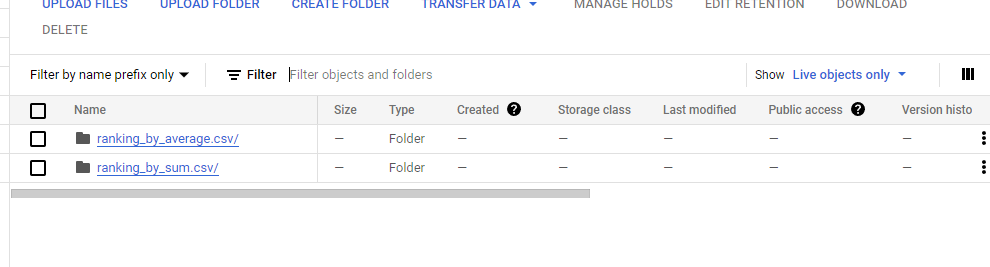 UPLOAD FILES UPLOAD FOLDER CREATE FOLDER TRANSFER DATA MANAGE HOLDS EDIT RETENTION DOWNLOAD
DELETE
Filter by name prefix only Filter Filter objects and folders Show Live objects only
Name Size Type Created ? Storage class Last modified Public access ? Version histo
ranking_by_average.csv/ — Folder — — — — —
ranking_by_sum.csv/ — Folder — — — — —